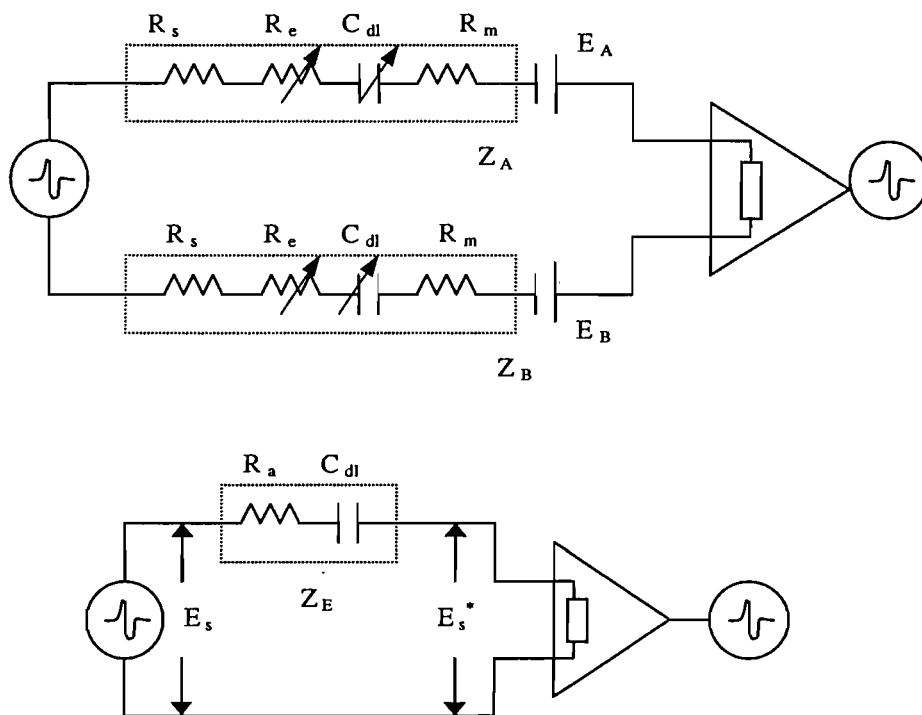 R s R e C dl R m
E A
Z A
R s R e C dl R m
E B
Z B
R a C dl
Z E
E s E s *